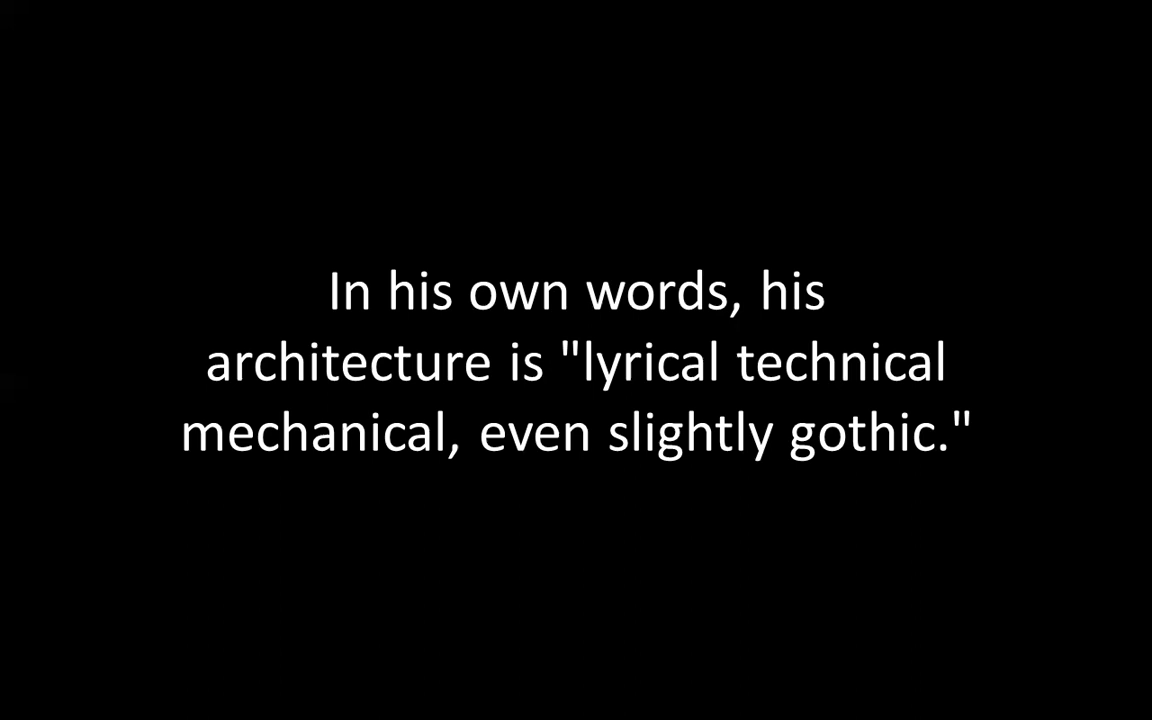 In his own words, his
architecture is "lyrical technical
mechanical, even slightly gothic."